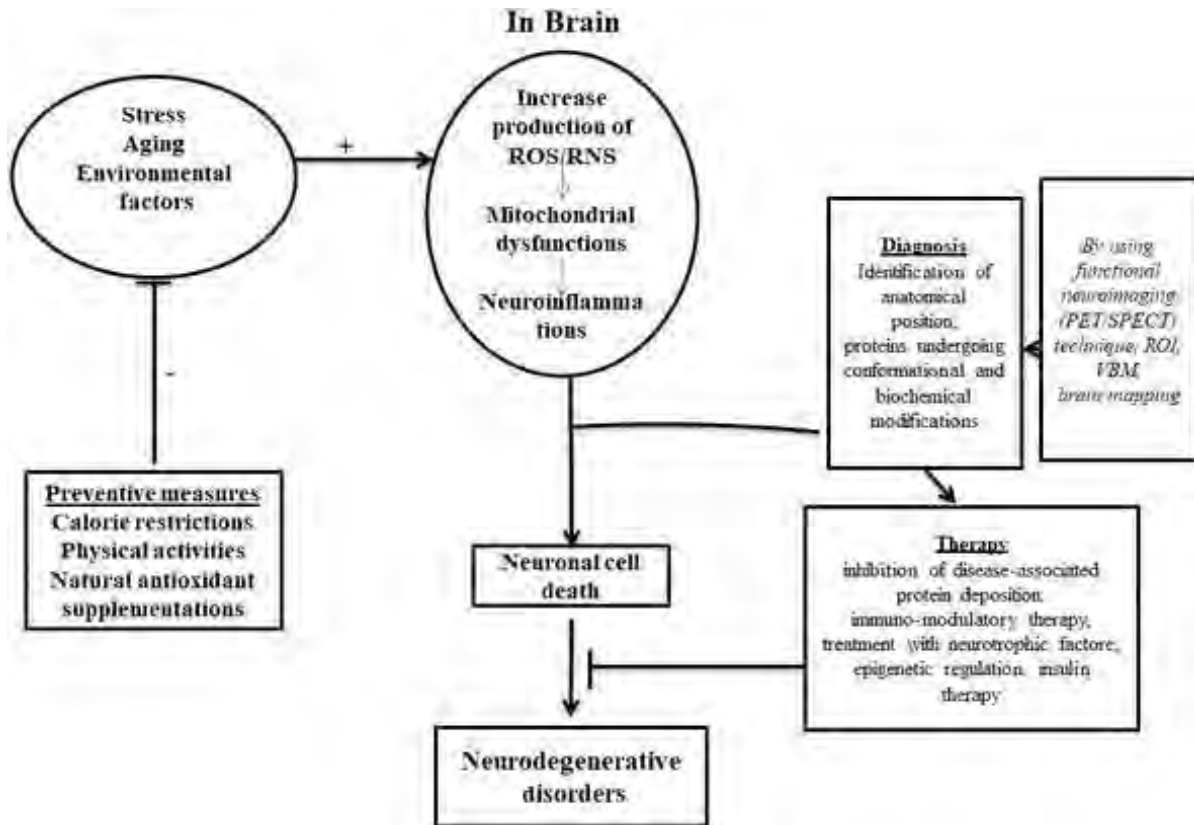 In Brain
Stress
Aging
Environmental
factors
+
Increase
production of
ROS/RNS
Mitochondrial
dysfunctions
Neuroinflamma
tions
-
Preventive measures
Calorie restrictions
Physical activities
Natural antioxidant
supplementations
Neuronal cell
death
Neurodegenerative
disorders
Diagnosis
Identification of
anatomical
position,
proteins undergoing
conformational and
biochemical
modifications
By using
functional
neuroimaging
(PET/SPECT)
technique, ROI,
VBM,
brain mapping
Therapy
inhibition of disease-associated
protein deposition,
immuno-modulatory therapy,
treatment with neurotrophic factore,
epigenetic regulation, insulin
therapy